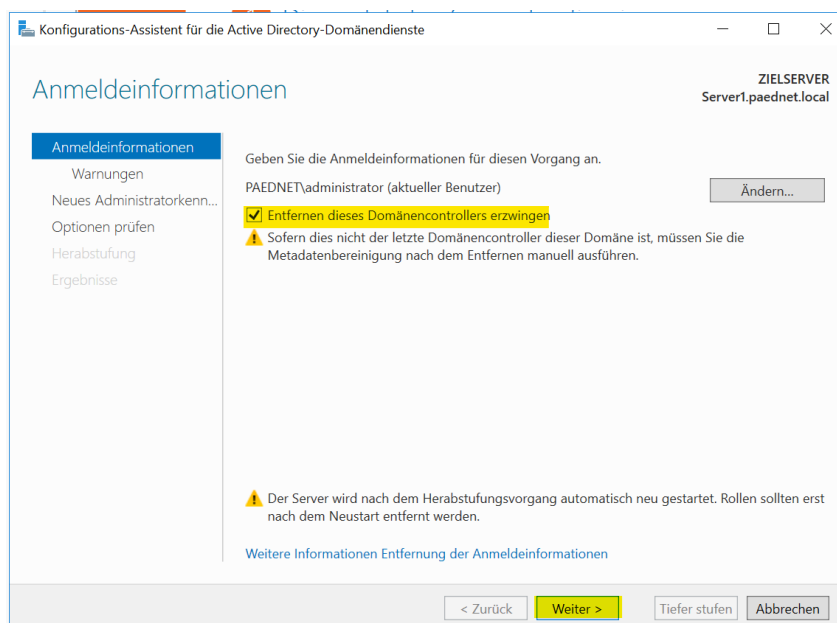 Konfigurations-Assistent für die Active Directory-Domänendienste
Anmeldeinformationen
ZIELSERVER
Server1.paednet.local
Anmeldeinformationen
Warnungen
Neues Administratorkenn...
Optionen prüfen
Herabstufung
Ergebnisse
Geben Sie die Anmeldeinformationen für diesen Vorgang an.
PAEDNET\administrator (aktueller Benutzer)
Ändern...
Entfernen dieses Domänencontrollers erzwingen
Sofern dies nicht der letzte Domänencontroller dieser Domäne ist, müssen Sie die
Metadatenbereinigung nach dem Entfernen manuell ausführen.
Der Server wird nach dem Herabstufungsvorgang automatisch neu gestartet. Rollen sollten erst
nach dem Neustart entfernt werden.
Weitere Informationen Entfernung der Anmeldeinformationen
< Zurück
Weiter >
Tiefer stufen
Abbrechen